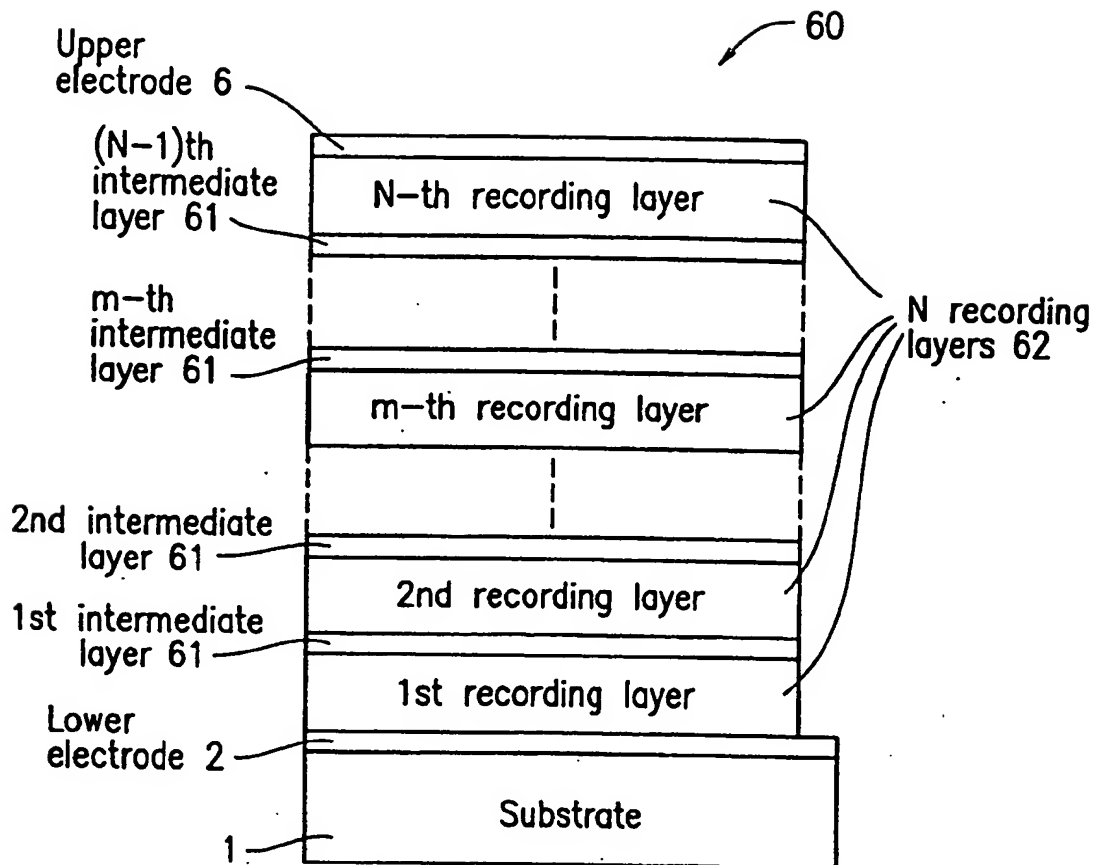 60
Upper
electrode 6
(N-1)th
intermediate
layer 61
N-th recording layer
m-th
intermediate
layer 61
N recording
layers 62
m-th recording layer
2nd intermediate
layer 61
2nd recording layer
1st intermediate
layer 61
1st recording layer
Lower
electrode 2
Substrate
1